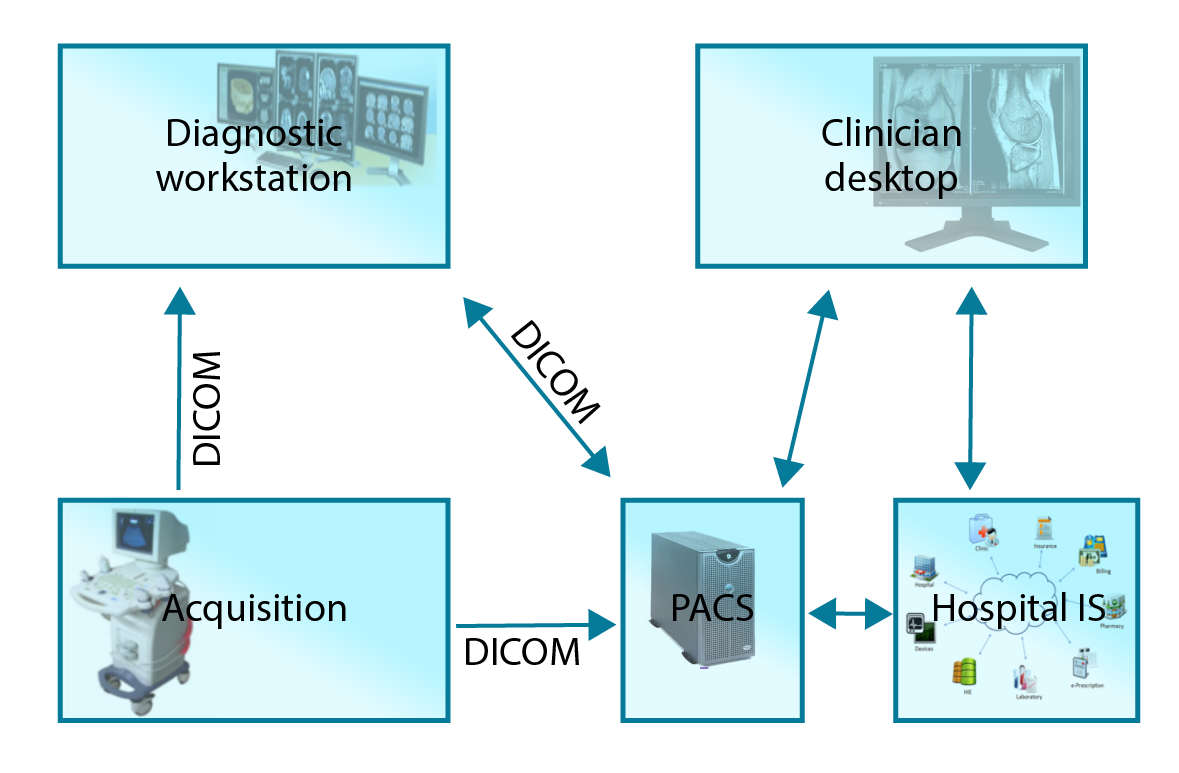 Diagnostic
workstation
Clinician
desktop
DICOM
DICOM
Acquisition
DICOM
PACS
Hospital IS
Clinic
Insurance
Billing
Hospital
Pharmacy
Devices
HIE
Laboratory
e-Prescription